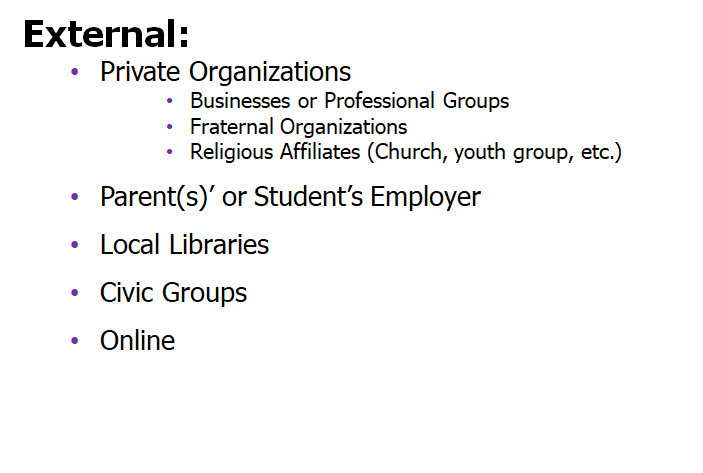 External:
• Private Organizations
• Businesses or Professional Groups
• Fraternal Organizations
• Religious Affiliates (Church, youth group, etc.)
• Parent(s)’ or Student’s Employer
• Local Libraries
• Civic Groups
• Online